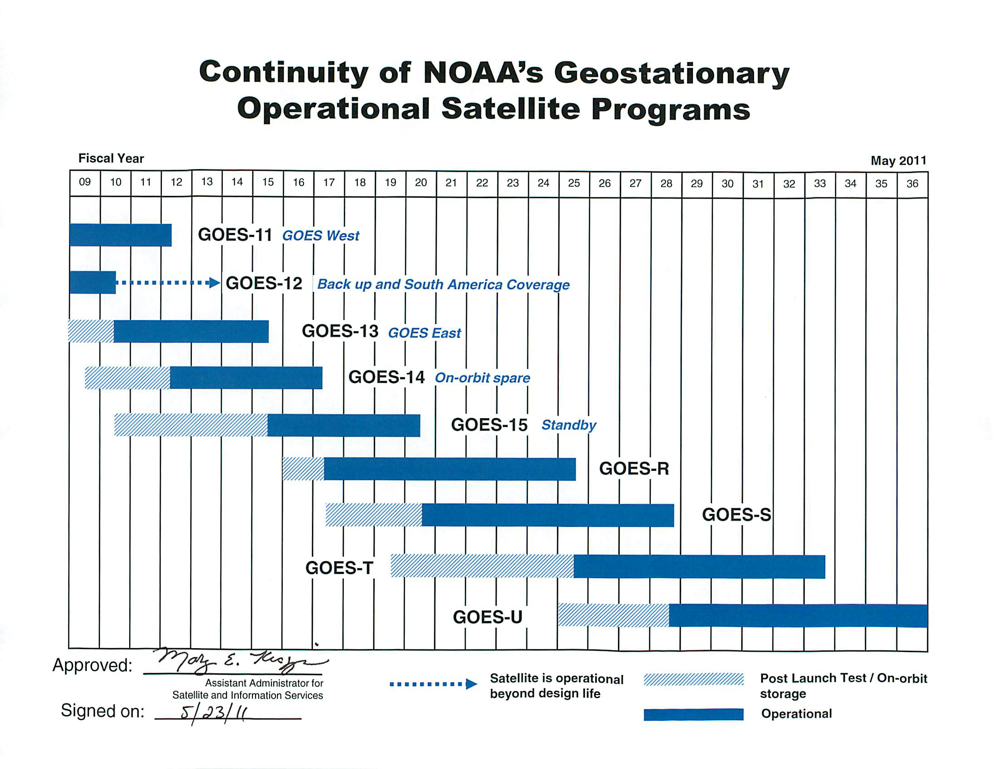 Continuity of NOAA's Geostationary
Operational Satellite Programs
Fiscal Year
May 2011
09 10 11 12 13 14 15 16 17 18 19 20 21 22 23 24 25 26 27 28 29 30 31 32 33 34 35 36
GOES-11 GOES West
GOES-12 Back up and South America Coverage
GOES-13 GOES East
GOES-14 On-orbit spare
GOES-15 Standby
GOES-R
GOES-S
GOES-T
GOES-U
Approved: Mary E.
Assistant Administrator for
Satellite and Information Services
Signed on: 5/23/11
Satellite is operational
beyond design life
Post Launch Test / On-orbit
storage
Operational